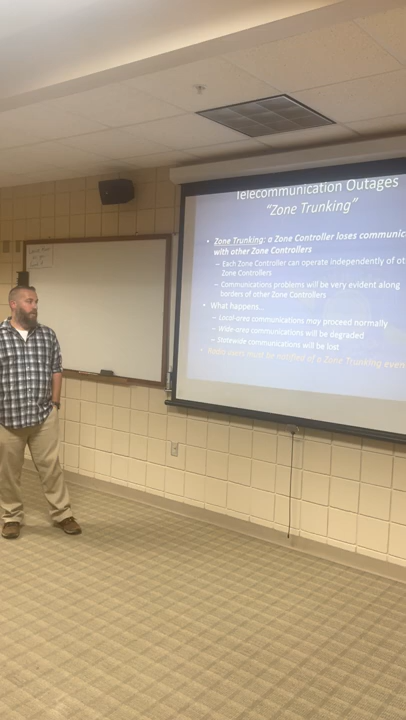 Telecommunication Outages
"Zone Trunking"
• Zone Trunking: a Zone Controller loses communic
with other Zone Controllers
– Each Zone Controller can operate independently of ot
Zone Controllers
– Communications problems will be very evident along
borders of other Zone Controllers
• What happens...
– Local-area communications may proceed normally
– Wide-area communications will be degraded
– Statewide communications will be lost
users must be notified of a Zone Trunking even